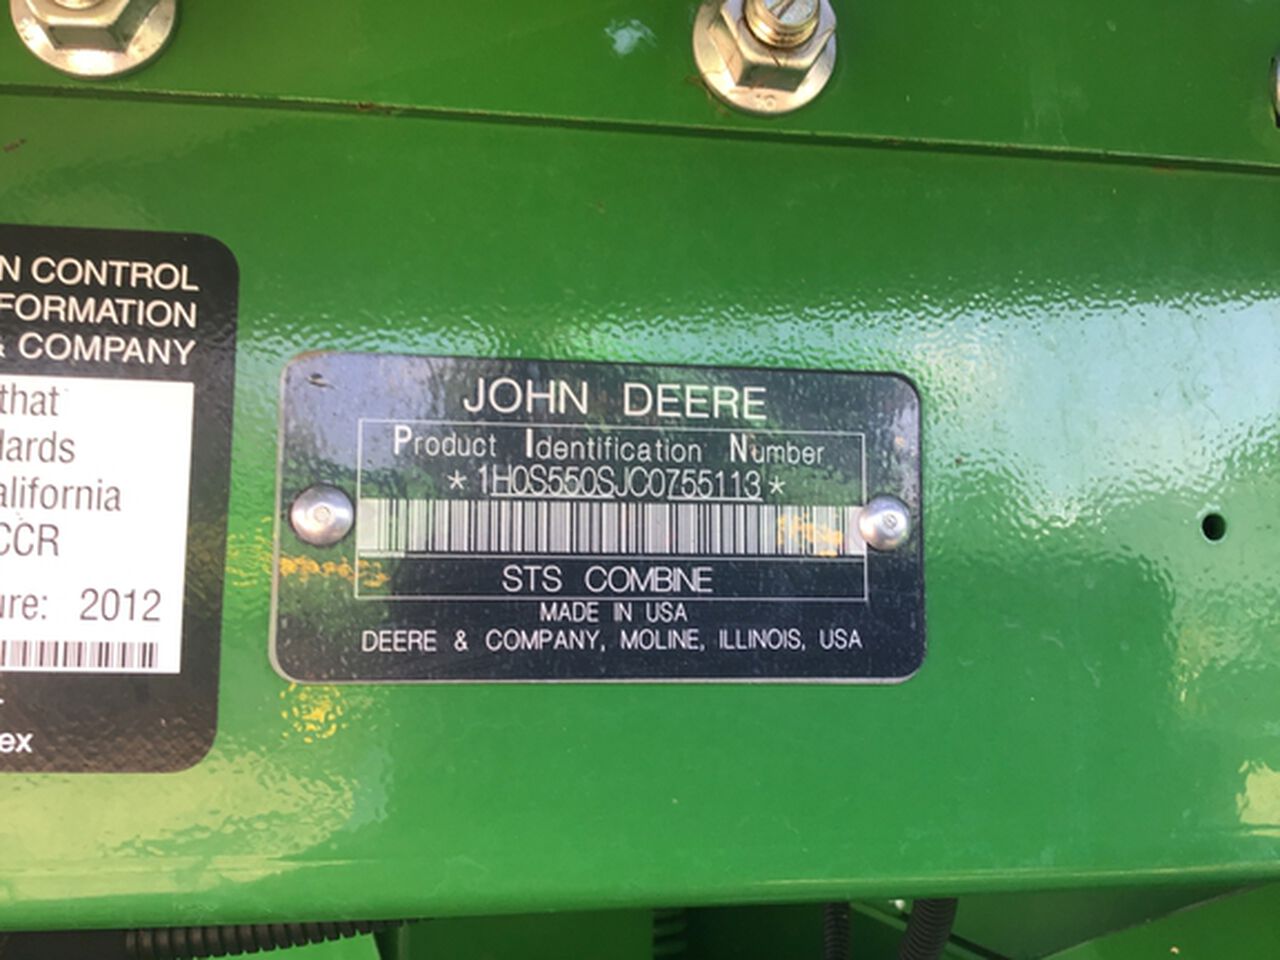 N CONTROL
FORMATION
& COMPANY
that
dards
alifornia
CCR
ure: 2012
ex
JOHN DEERE
Product Identification Number
*1H0S550SJC0755113*
STS COMBINE
MADE IN USA
DEERE & COMPANY, MOLINE, ILLINOIS, USA